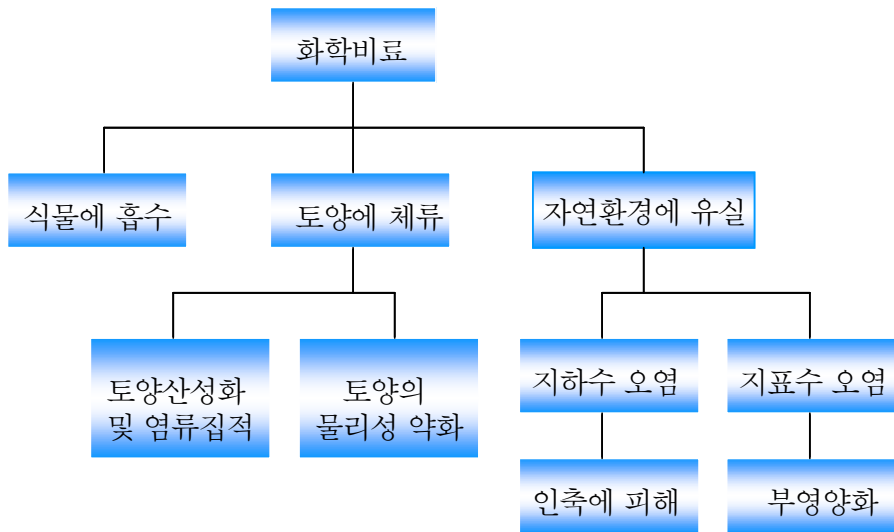 화학비료
식물에 흡수
토양에 체류
자연환경에 유실
토양산성화
및 염류집적
토양의
물리성 약화
지하수 오염
지표수 오염
인축에 피해
부영양화